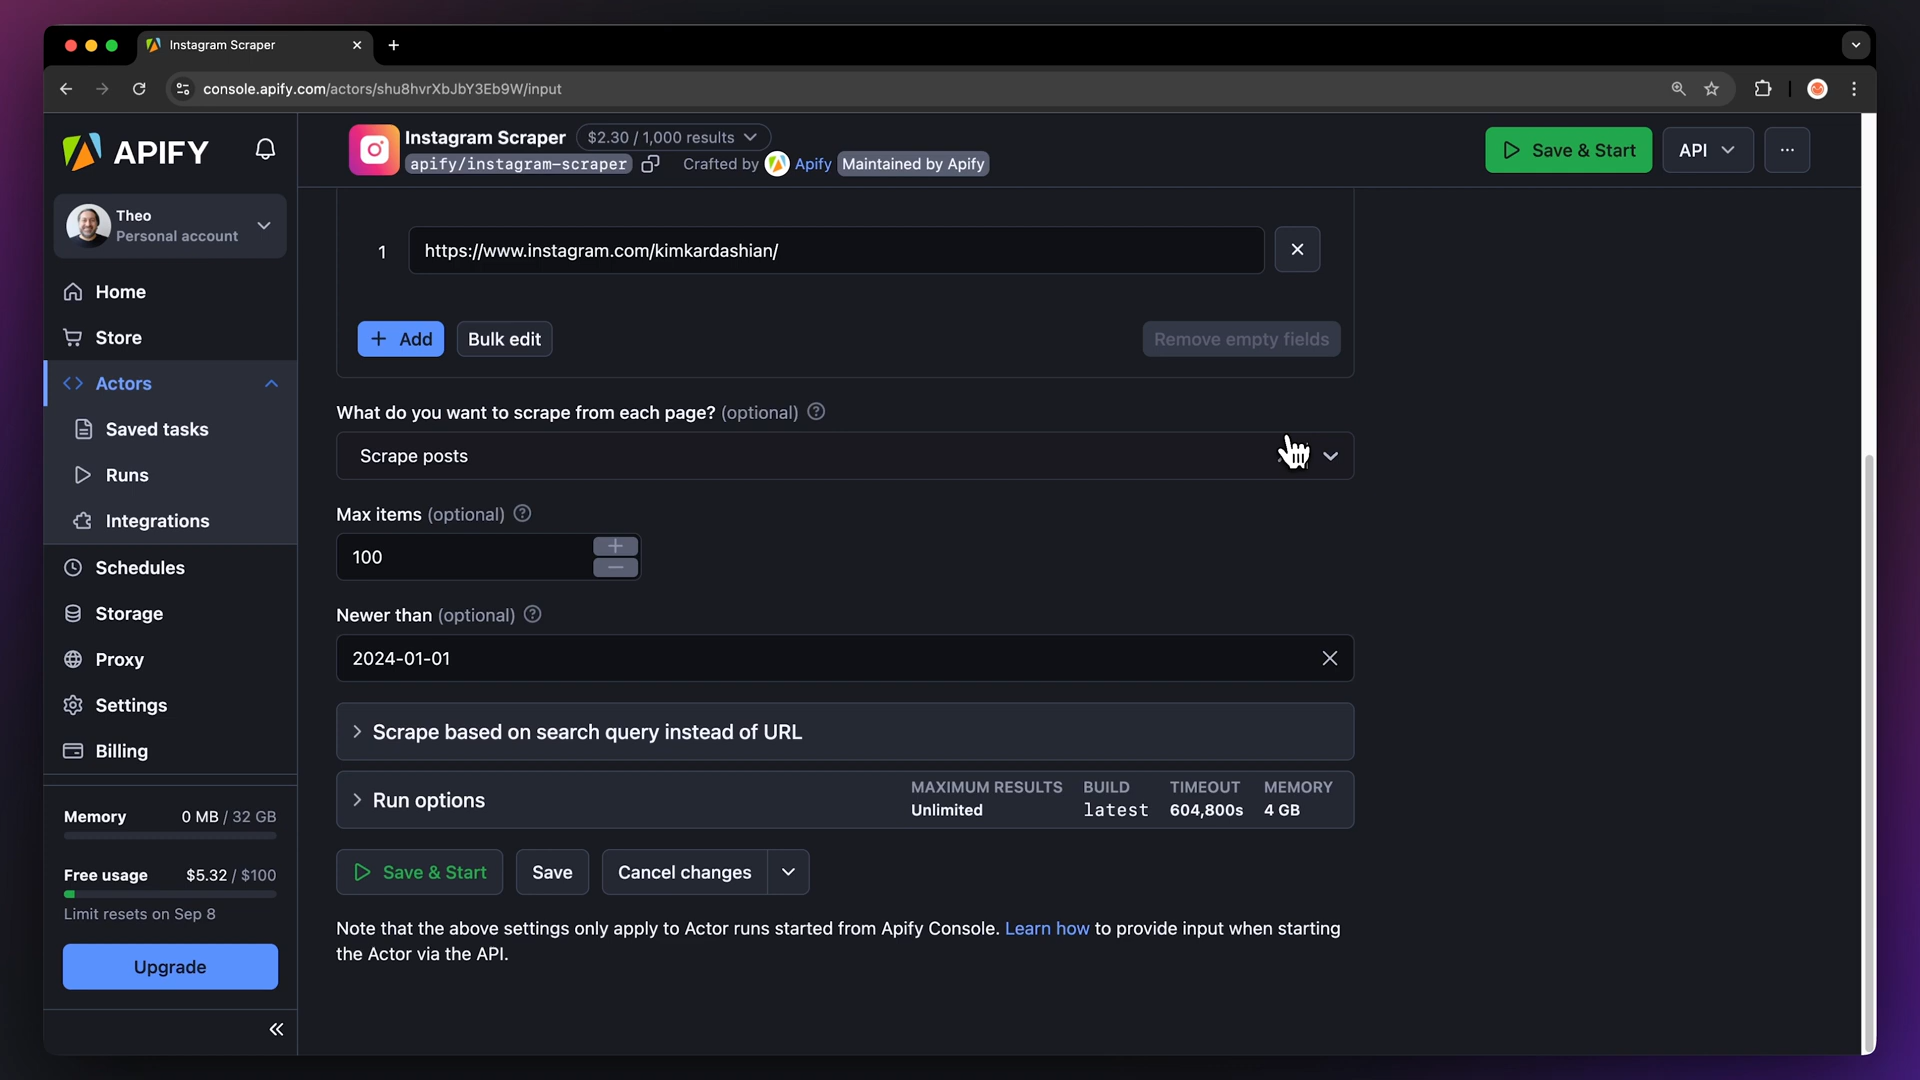 Instagram Scraper
console.apify.com/actors/shu8hvrXbJbY3Eb9W/input
APIFY
Theo
Personal account
Home
Store
Actors
Saved tasks
Runs
Integrations
Schedules
Storage
Proxy
Settings
Billing
Memory 0 MB / 32 GB
Free usage $5.32 / $100
Limit resets on Sep 8
Upgrade
Instagram Scraper $2.30 / 1,000 results
apify/instagram-scraper Crafted by Apify Maintained by Apify
Save & Start API
1 https://www.instagram.com/kimkardashian/
+ Add Bulk edit Remove empty fields
What do you want to scrape from each page? (optional)
Scrape posts
Max items (optional)
100
Newer than (optional)
2024-01-01
Scrape based on search query instead of URL
Run options
MAXIMUM RESULTS BUILD TIMEOUT MEMORY
Unlimited latest 604,800s 4 GB
Save & Start Save Cancel changes
Note that the above settings only apply to Actor runs started from Apify Console. Learn how to provide input when starting
the Actor via the API.